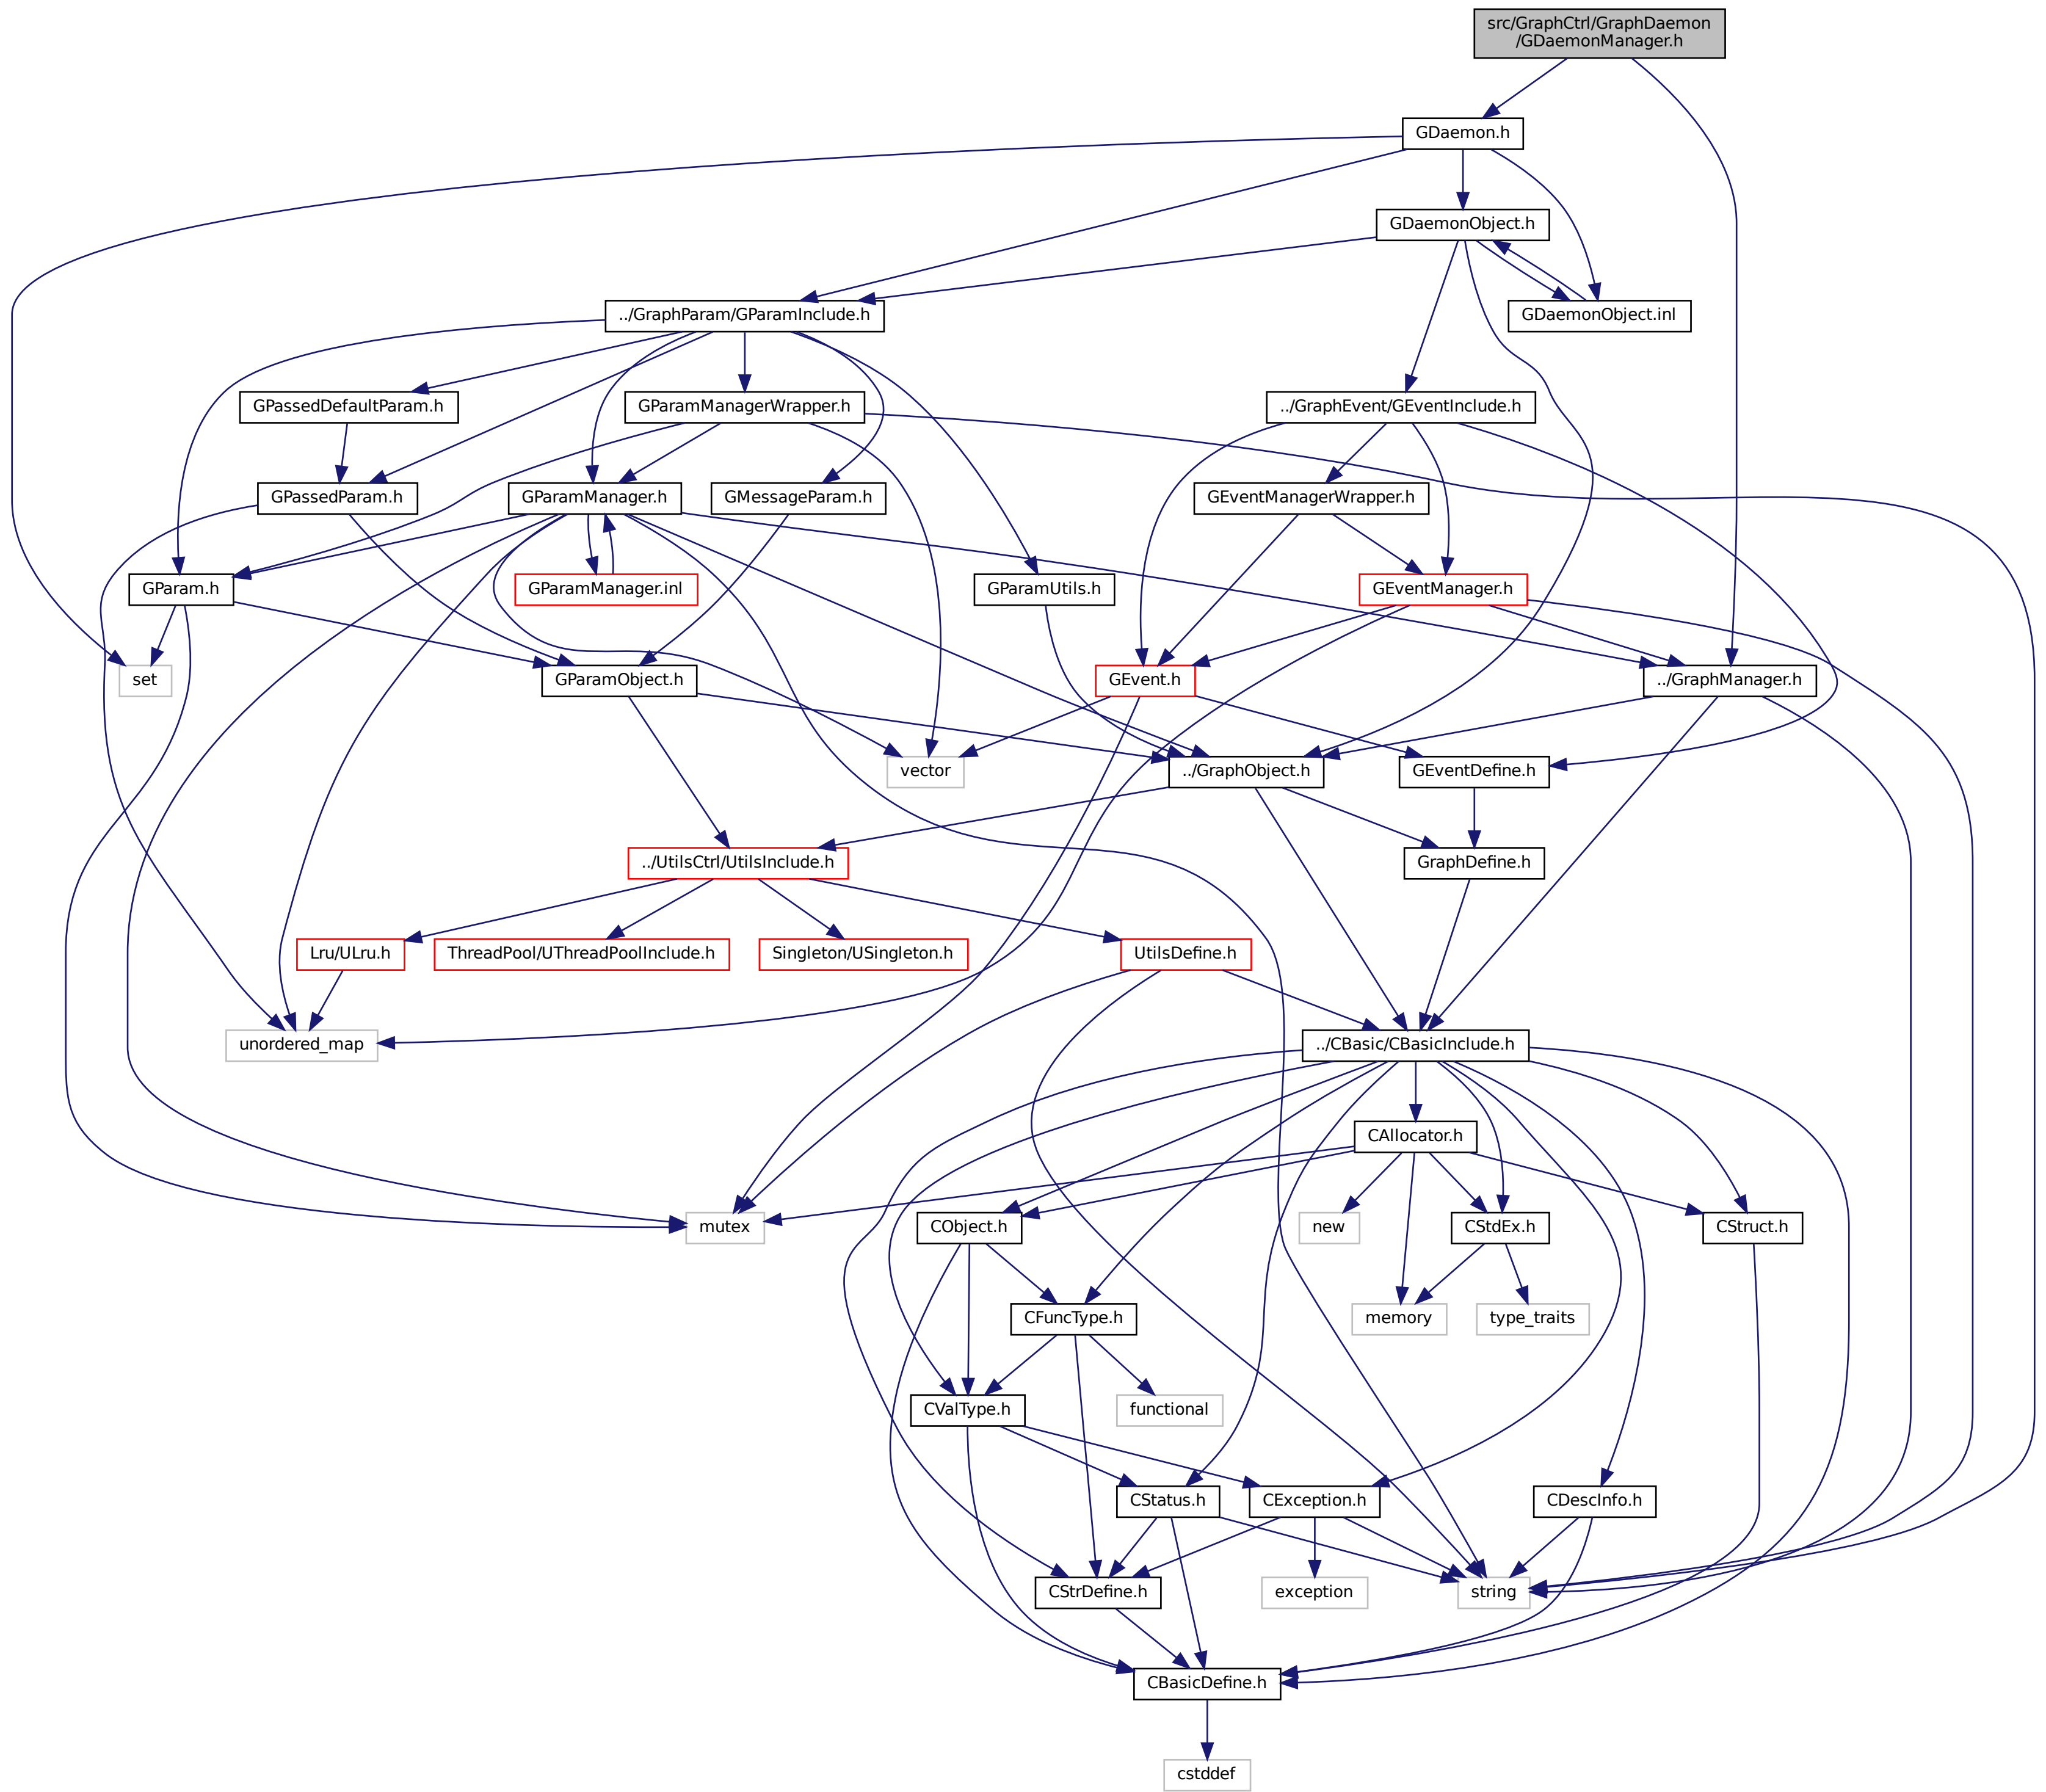 src/GraphCtrl/GraphDaemon
/GDaemonManager.h
GDaemon.h
GDaemonObject.h
../GraphParam/GParamInclude.h
GDaemonObject.inl
GPassedDefaultParam.h
GParamManagerWrapper.h
../GraphEvent/GEventInclude.h
GPassedParam.h
GParamManager.h
GMessageParam.h
GEventManagerWrapper.h
GParam.h
GParamManager.inl
GParamUtils.h
GEventManager.h
set
GParamObject.h
GEvent.h
../GraphManager.h
vector
../GraphObject.h
GEventDefine.h
../UtilsCtrl/UtilsInclude.h
GraphDefine.h
Lru/ULru.h
ThreadPool/UThreadPoolInclude.h
Singleton/USingleton.h
UtilsDefine.h
unordered_map
../CBasic/CBasicInclude.h
CAllocator.h
mutex
CObject.h
new
CStdEx.h
CStruct.h
CFuncType.h
memory
type_traits
CValType.h
functional
CStatus.h
CException.h
CDescInfo.h
CStrDefine.h
exception
string
CBasicDefine.h
cstddef